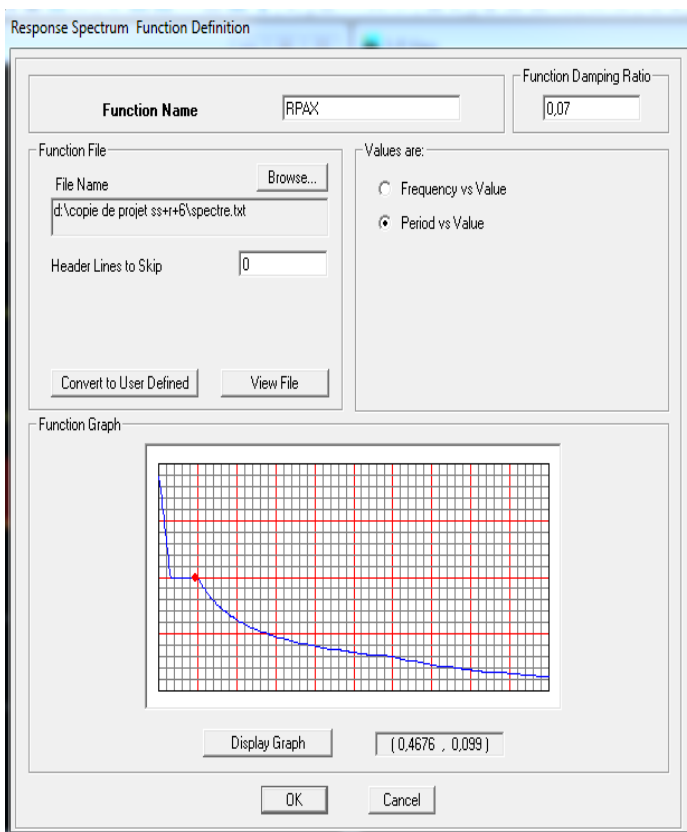 Response Spectrum Function Definition
Function Damping Ratio
Function Name
RPAX
0,07
Function File
Values are:
File Name
Browse...
Frequency vs Value
d:\copie de projet ss+r+6\spectre.txt
Period vs Value
Header Lines to Skip
0
Convert to User Defined
View File
Function Graph
Display Graph
( 0,4676 , 0,099 )
OK
Cancel